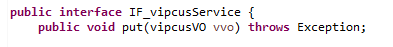 public interface IF_vipcusService {
public void put(vipcusVO vvo) throws Exception;